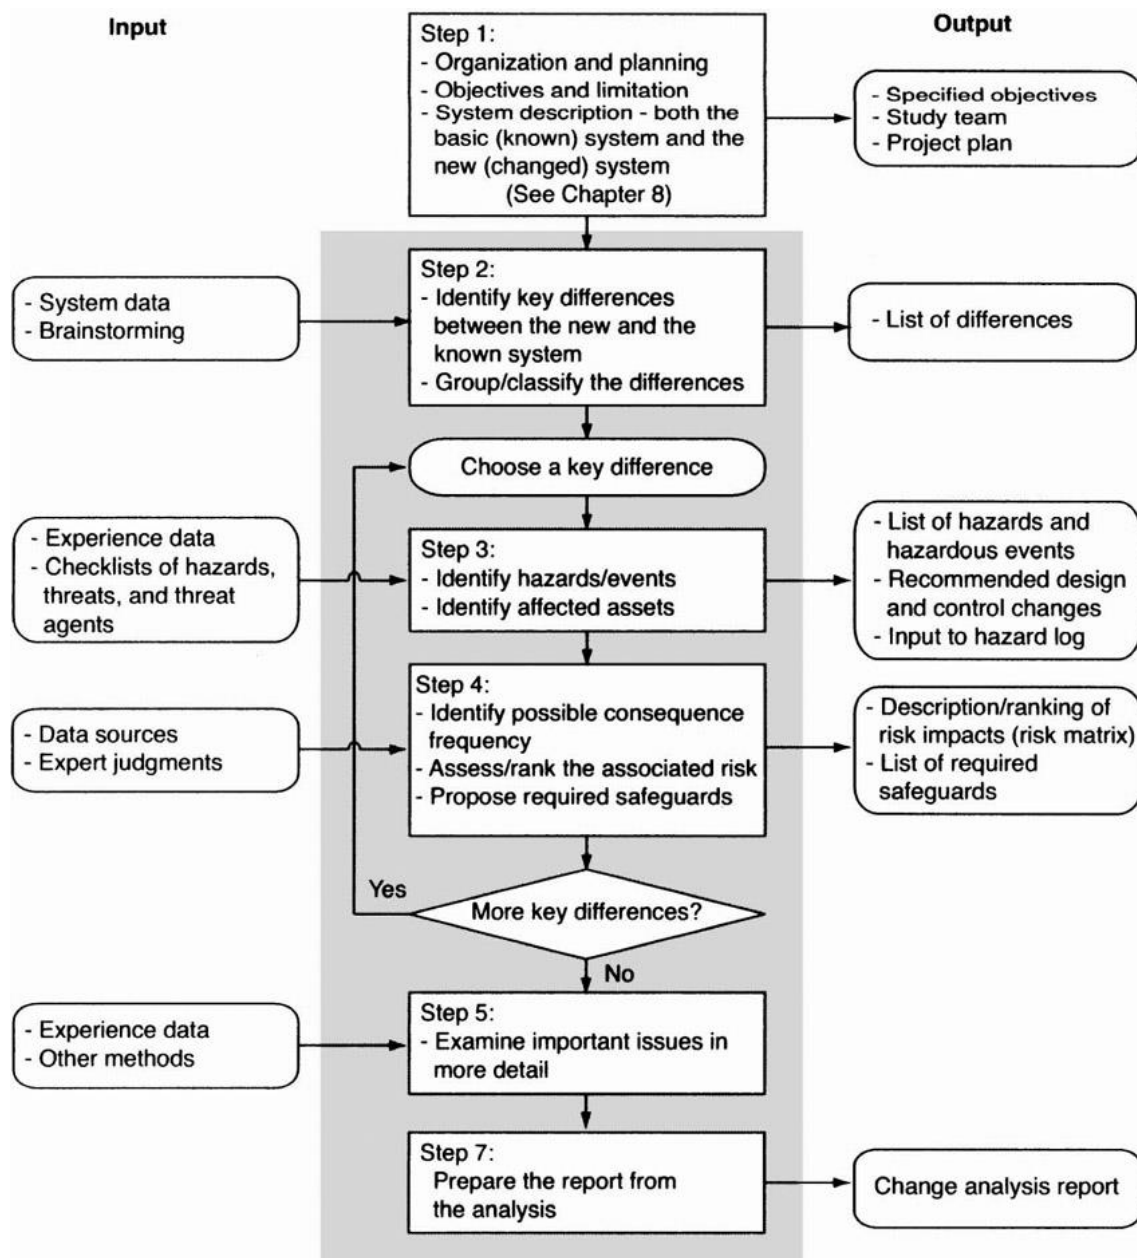 Input
Output
Step 1:
- Organization and planning
- Objectives and limitation
- System description - both the
basic (known) system and the
new (changed) system
(See Chapter 8)
- Specified objectives
- Study team
- Project plan
- System data
- Brainstorming
Step 2:
- Identify key differences
between the new and the
known system
- Group/classify the differences
- List of differences
Choose a key difference
- Experience data
- Checklists of hazards,
threats, and threat
agents
Step 3:
- Identify hazards/events
- Identify affected assets
- List of hazards and
hazardous events
- Recommended design
and control changes
- Input to hazard log
- Data sources
- Expert judgments
Step 4:
- Identify possible consequence
frequency
- Assess/rank the associated risk
- Propose required safeguards
- Description/ranking of
risk impacts (risk matrix)
- List of required
safeguards
Yes
More key differences?
No
- Experience data
- Other methods
Step 5:
- Examine important issues in
more detail
Step 7:
Prepare the report from
the analysis
Change analysis report